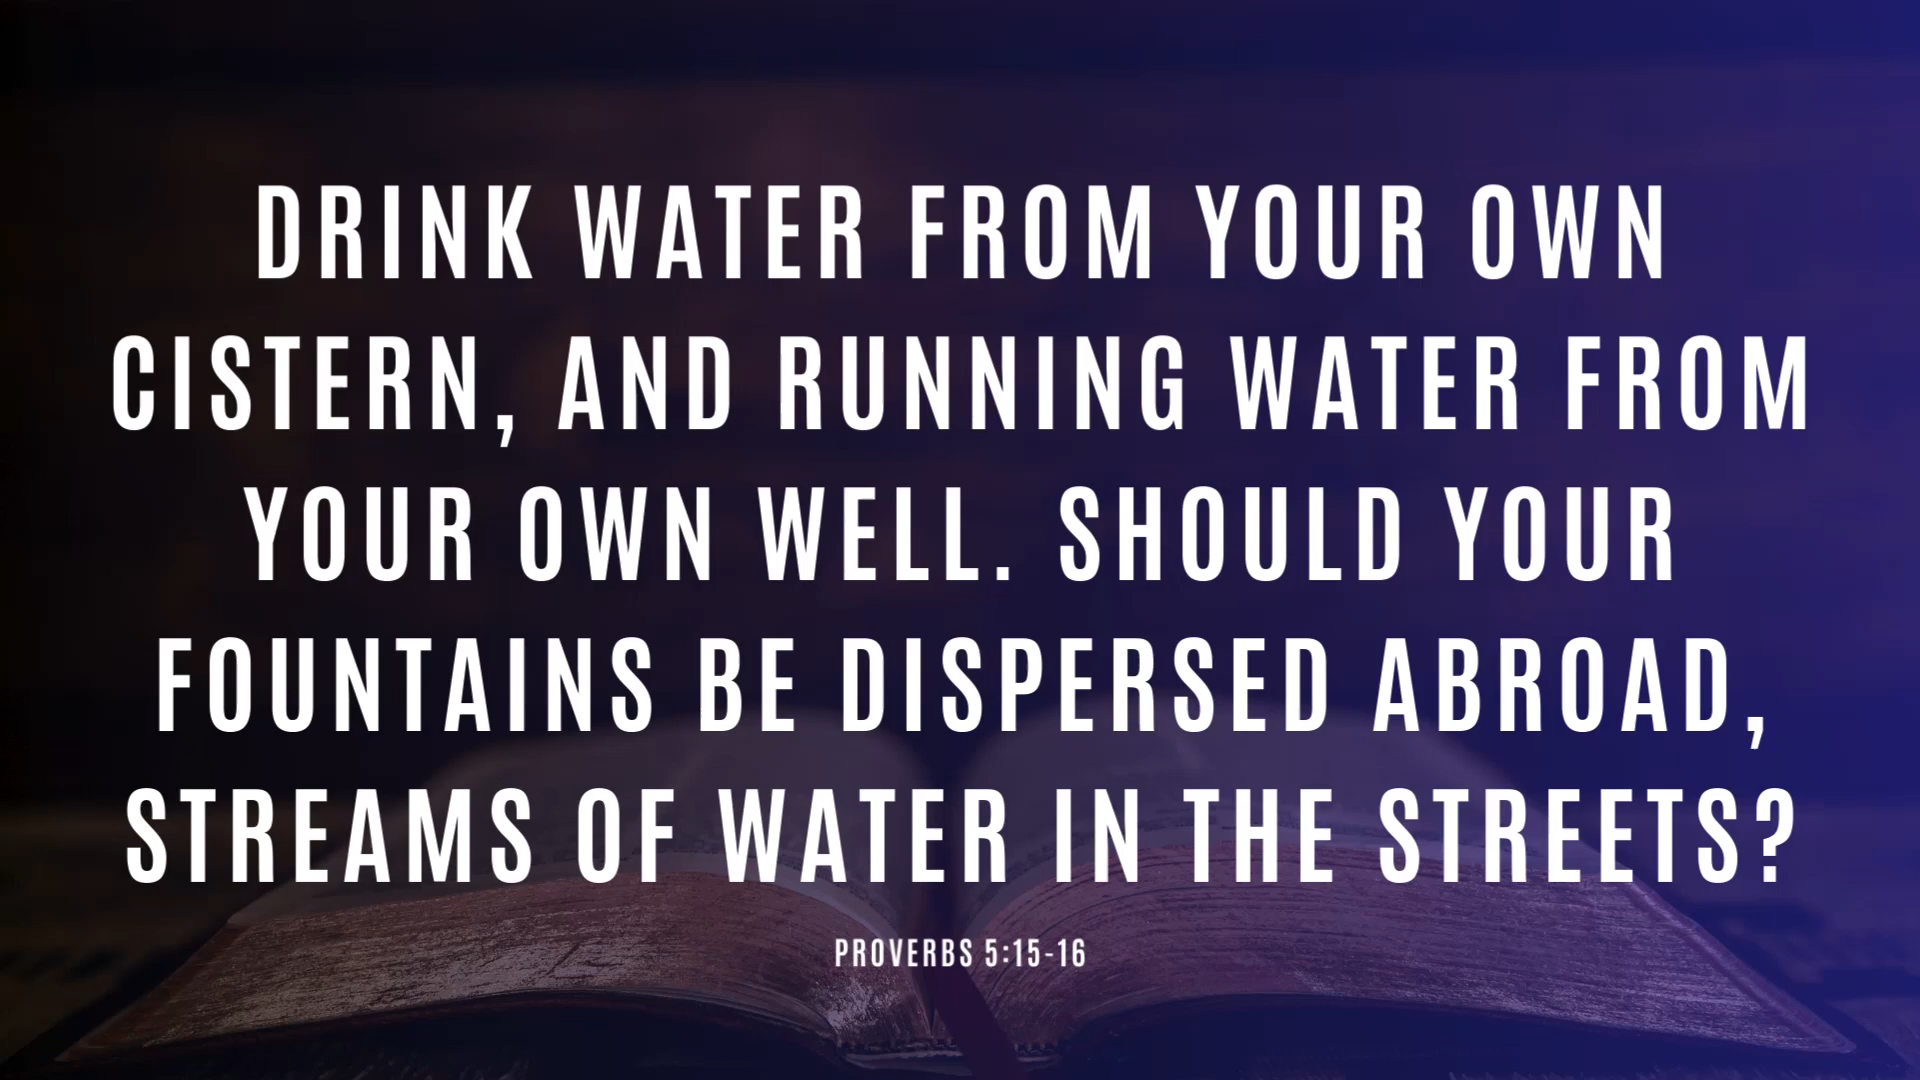 DRINK WATER FROM YOUR OWN
CISTERN, AND RUNNING WATER FROM
YOUR OWN WELL. SHOULD YOUR
FOUNTAINS BE DISPERSED ABROAD,
STREAMS OF WATER IN THE STREETS?
PROVERBS 5:15-16